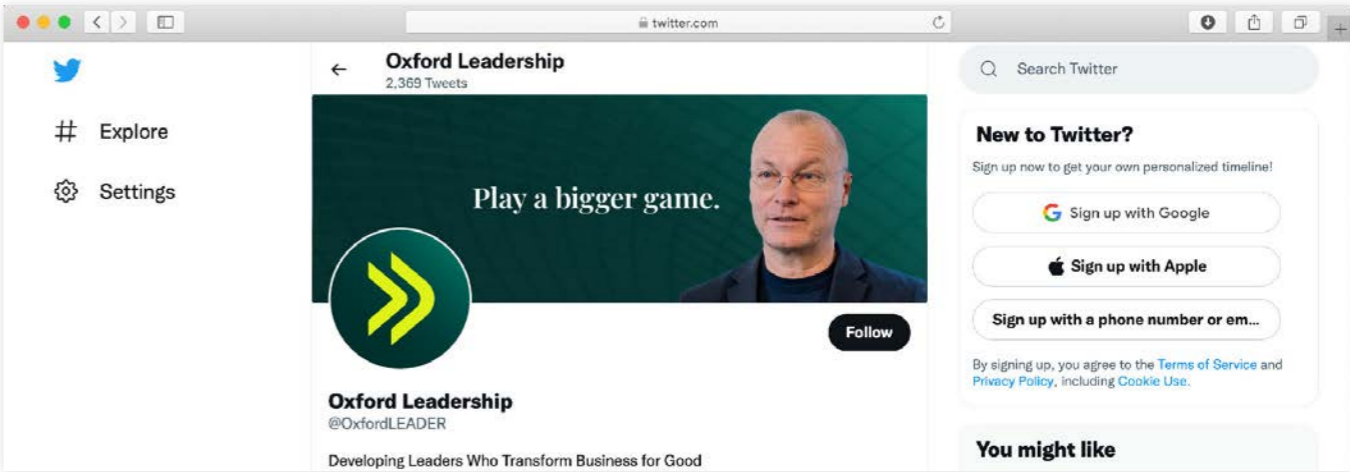 twitter.com
Oxford Leadership
2,369 Tweets
Search Twitter
# Explore
Settings
Play a bigger game.
New to Twitter?
Sign up now to get your own personalized timeline!
Sign up with Google
Sign up with Apple
Sign up with a phone number or em...
By signing up, you agree to the Terms of Service and
Privacy Policy, including Cookie Use.
Follow
Oxford Leadership
@OxfordLEADER
Developing Leaders Who Transform Business for Good
You might like